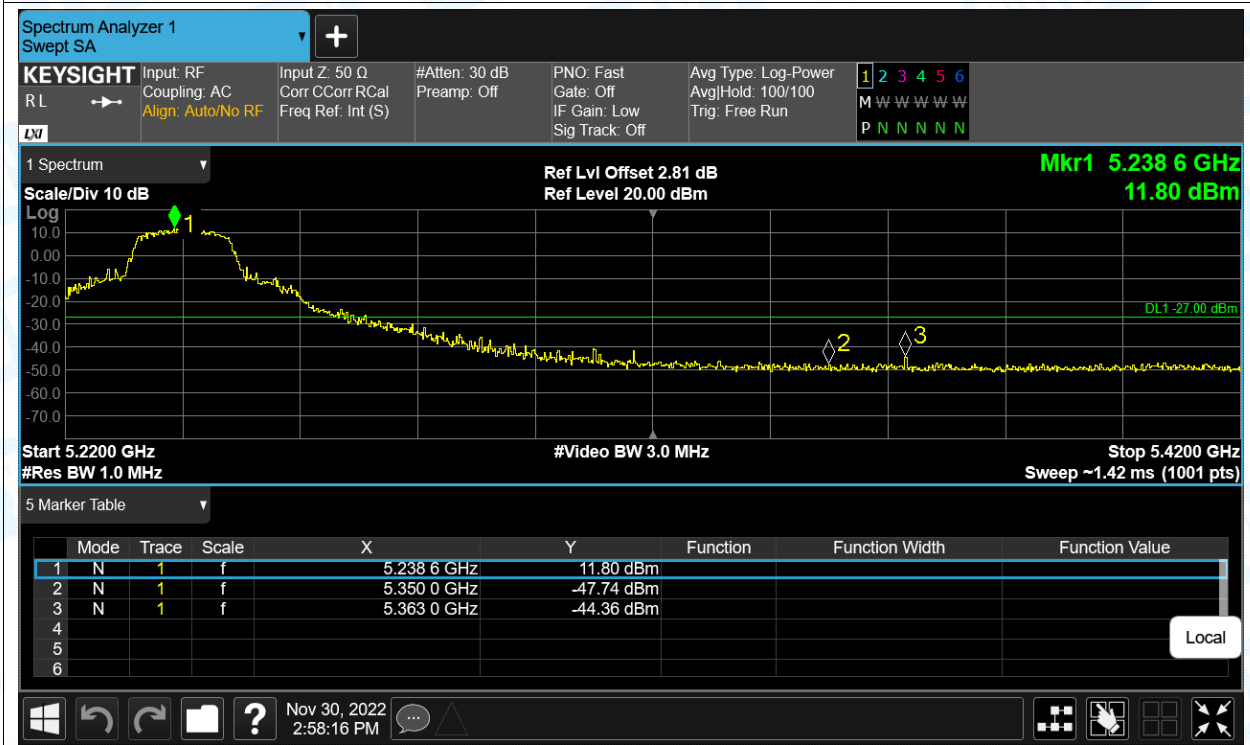 Spectrum Analyzer 1
Swept SA
KEYSIGHT
R L
LXI
Input: RF
Coupling: AC
Align: Auto/No RF
Input Z: 50 Ω
Corr CCorr RCal
Freq Ref: Int (S)
#Atten: 30 dB
Preamp: Off
PNO: Fast
Gate: Off
IF Gain: Low
Sig Track: Off
Avg Type: Log-Power
Avg|Hold: 100/100
Trig: Free Run
1 2 3 4 5 6
M W W W W W
P N N N N N
1 Spectrum
Scale/Div 10 dB
Ref Lvl Offset 2.81 dB
Ref Level 20.00 dBm
Mkr1 5.238 6 GHz
11.80 dBm
Log
10.0
0.00
-10.0
-20.0
-30.0
-40.0
-50.0
-60.0
-70.0
1
2
3
DL1 -27.00 dBm
Start 5.2200 GHz
#Video BW 3.0 MHz
Stop 5.4200 GHz
#Res BW 1.0 MHz
Sweep ~1.42 ms (1001 pts)
5 Marker Table
Mode Trace Scale X Y Function Function Width Function Value
1 N 1 f 5.238 6 GHz 11.80 dBm
2 N 1 f 5.350 0 GHz -47.74 dBm
3 N 1 f 5.363 0 GHz -44.36 dBm
4
5
6
Local
?
Nov 30, 2022
2:58:16 PM